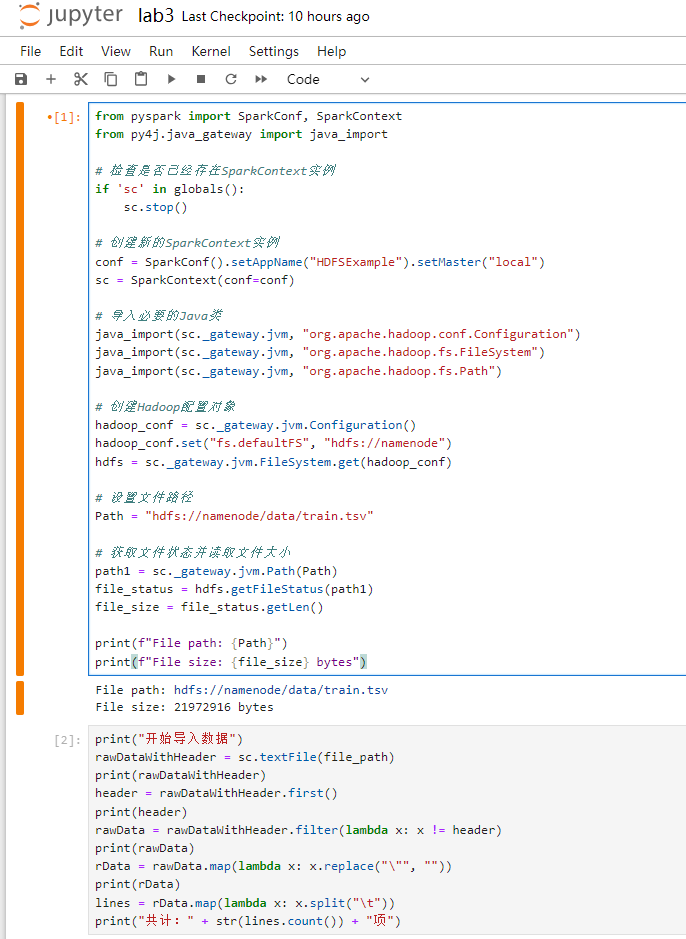 jupyter lab3 Last Checkpoint: 10 hours ago
File Edit View Run Kernel Settings Help
Code
[1]:
from pyspark import SparkConf, SparkContext
from py4j.java_gateway import java_import
# 检查是否已经存在SparkContext实例
if 'sc' in globals():
    sc.stop()
# 创建新的SparkContext实例
conf = SparkConf().setAppName("HDFSExample").setMaster("local")
sc = SparkContext(conf=conf)
# 导入必要的Java类
java_import(sc._gateway.jvm, "org.apache.hadoop.conf.Configuration")
java_import(sc._gateway.jvm, "org.apache.hadoop.fs.FileSystem")
java_import(sc._gateway.jvm, "org.apache.hadoop.fs.Path")
# 创建Hadoop配置对象
hadoop_conf = sc._gateway.jvm.Configuration()
hadoop_conf.set("fs.defaultFS", "hdfs://namenode")
hdfs = sc._gateway.jvm.FileSystem.get(hadoop_conf)
# 设置文件路径
Path = "hdfs://namenode/data/train.tsv"
# 获取文件状态并读取文件大小
path1 = sc._gateway.jvm.Path(Path)
file_status = hdfs.getFileStatus(path1)
file_size = file_status.getLen()
print(f"File path: {Path}")
print(f"File size: {file_size} bytes")
File path: hdfs://namenode/data/train.tsv
File size: 21972916 bytes
[2]:
print("开始导入数据")
rawDataWithHeader = sc.textFile(file_path)
print(rawDataWithHeader)
header = rawDataWithHeader.first()
print(header)
rawData = rawDataWithHeader.filter(lambda x: x != header)
print(rawData)
rData = rawData.map(lambda x: x.replace("\"", ""))
print(rData)
lines = rData.map(lambda x: x.split("\t"))
print("共计：" + str(lines.count()) + "项")